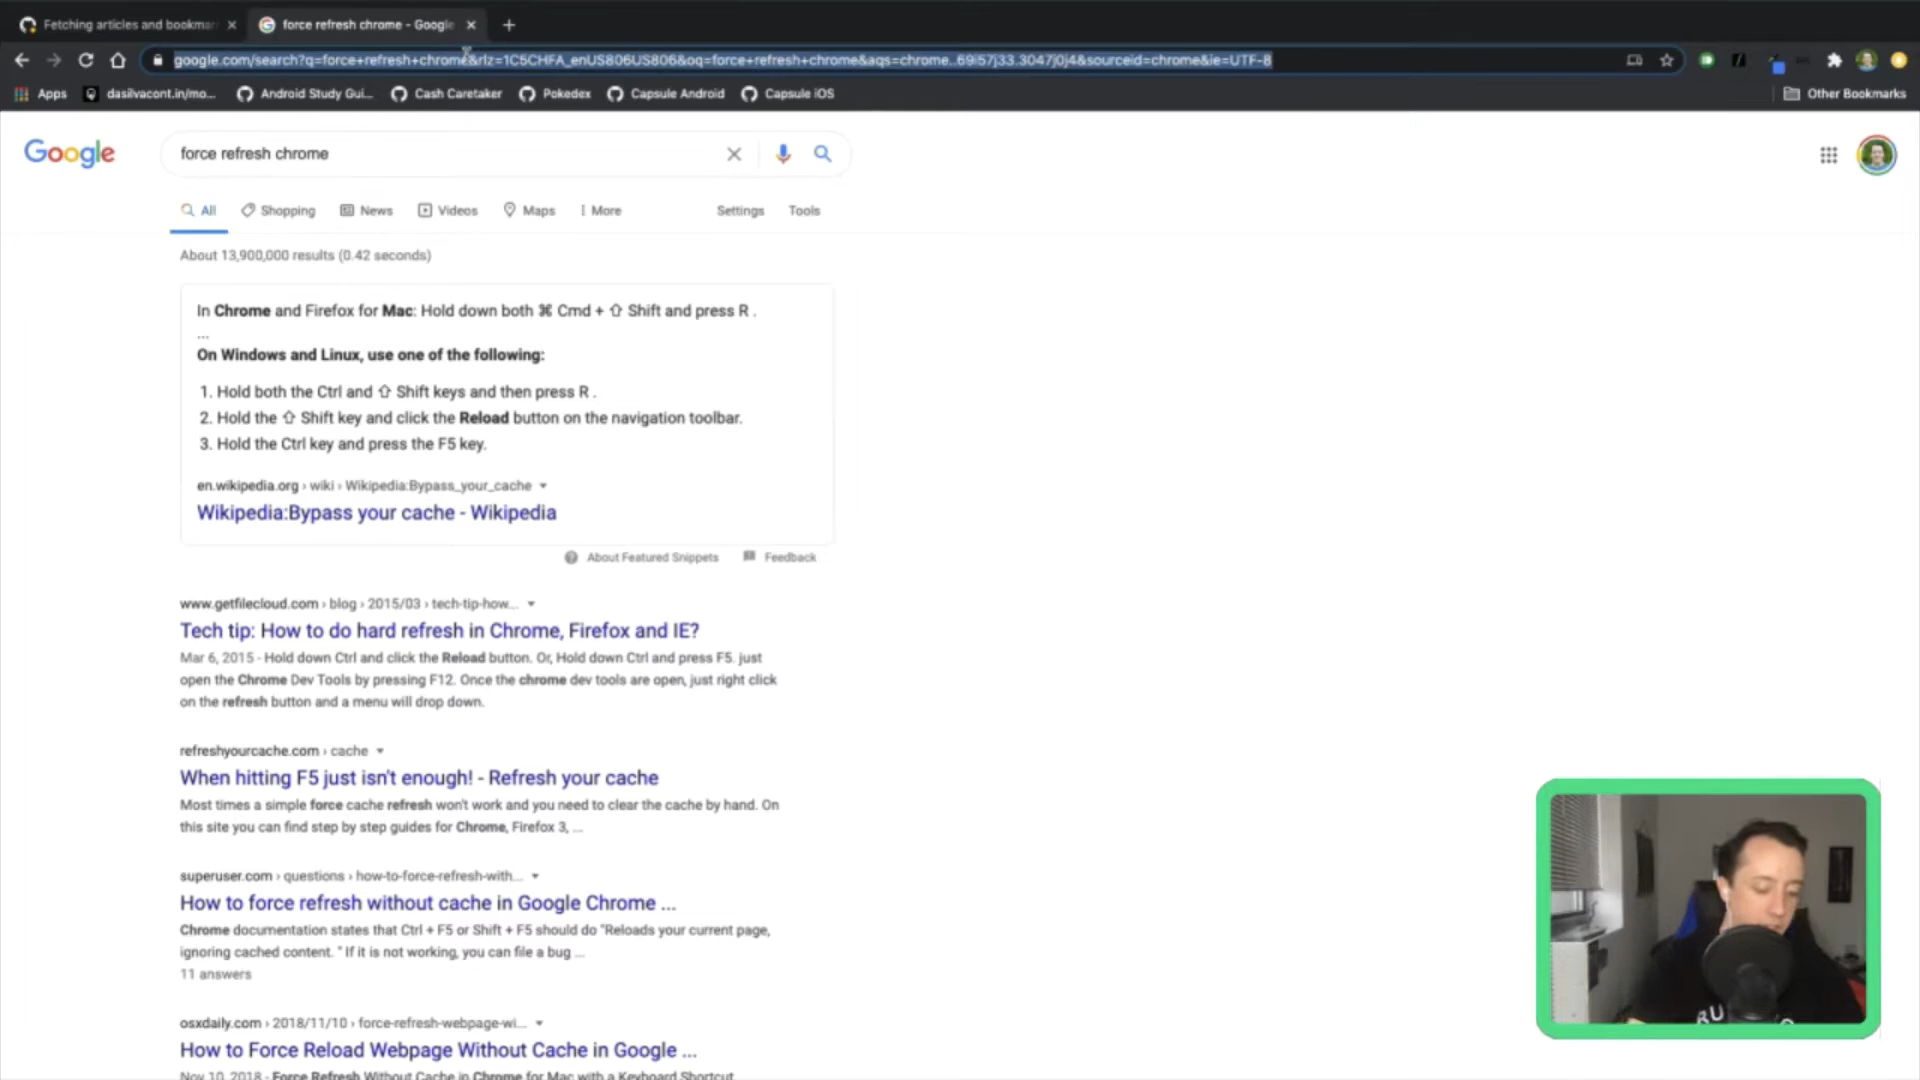 Fetching articles and bookmar
force refresh chrome - Google
google.com/search?q=force+refresh+chrome&rlz=1C5CHFA_enUS806US806&oq=force+refresh+chrome&aqs=chrome..69i57j33.3047j0j4&sourceid=chrome&ie=UTF-8
Apps dasilvacont.in/mo... Android Study Gui... Cash Caretaker Pokedex Capsule Android Capsule iOS Other Bookmarks
Google
force refresh chrome
All Shopping News Videos Maps More Settings Tools
About 13,900,000 results (0.42 seconds)
In Chrome and Firefox for Mac: Hold down both ⌘ Cmd + ⇧ Shift and press R .
...
On Windows and Linux, use one of the following:
1. Hold both the Ctrl and ⇧ Shift keys and then press R .
2. Hold the ⇧ Shift key and click the Reload button on the navigation toolbar.
3. Hold the Ctrl key and press the F5 key.
en.wikipedia.org › wiki › Wikipedia:Bypass_your_cache
Wikipedia:Bypass your cache - Wikipedia
About Featured Snippets Feedback
www.getfilecloud.com › blog › 2015/03 › tech-tip-how...
Tech tip: How to do hard refresh in Chrome, Firefox and IE?
Mar 6, 2015 - Hold down Ctrl and click the Reload button. Or, Hold down Ctrl and press F5. just
open the Chrome Dev Tools by pressing F12. Once the chrome dev tools are open, just right click
on the refresh button and a menu will drop down.
refreshyourcache.com › cache
When hitting F5 just isn't enough! - Refresh your cache
Most times a simple force cache refresh won't work and you need to clear the cache by hand. On
this site you can find step by step guides for Chrome, Firefox 3, ...
superuser.com › questions › how-to-force-refresh-with...
How to force refresh without cache in Google Chrome ...
Chrome documentation states that Ctrl + F5 or Shift + F5 should do "Reloads your current page,
ignoring cached content. " If it is not working, you can file a bug ...
11 answers
osxdaily.com › 2018/11/10 › force-refresh-webpage-wi...
How to Force Reload Webpage Without Cache in Google ...
Nov 10, 2018 - Force Refresh Without Cache in Chrome for Mac with a Keyboard Shortcut